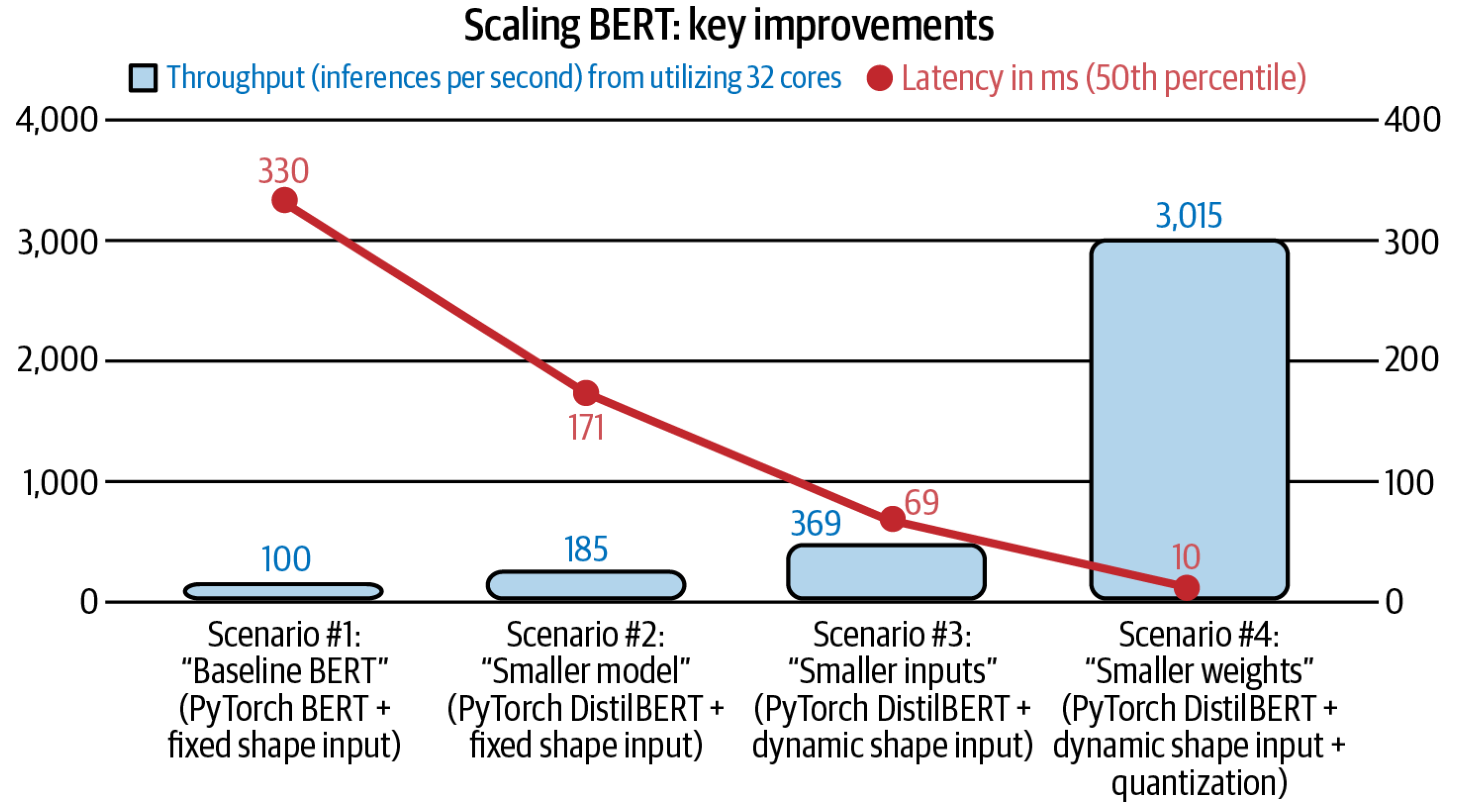 Scaling BERT: key improvements
Throughput (inferences per second) from utilizing 32 cores
Latency in ms (50th percentile)
4,000
400
330
3,015
3,000
300
2,000
200
171
1,000
100
69
369
185
100
10
0
0
Scenario #1:
“Baseline BERT”
(PyTorch BERT +
fixed shape input)
Scenario #2:
“Smaller model”
(PyTorch DistilBERT +
fixed shape input)
Scenario #3:
“Smaller inputs”
(PyTorch DistilBERT +
dynamic shape input)
Scenario #4:
“Smaller weights”
(PyTorch DistilBERT +
dynamic shape input +
quantization)